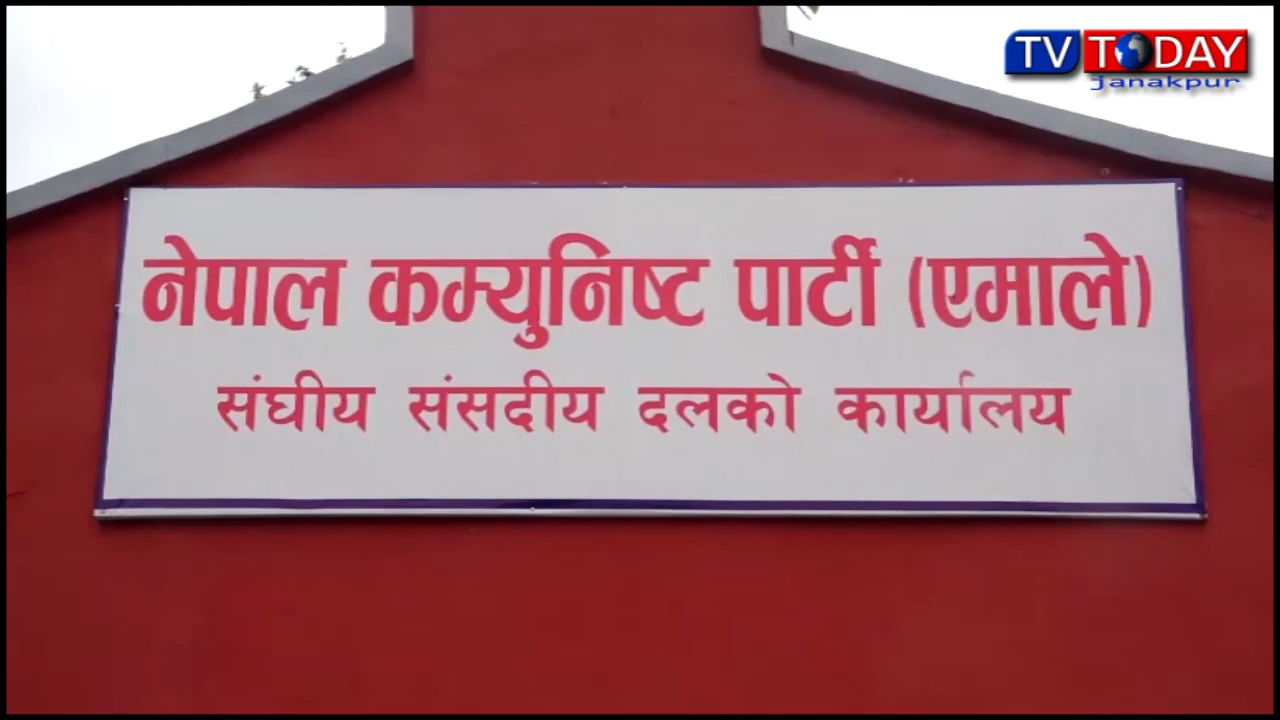 TV TODAY
janakpur
नेपाल कम्युनिष्ट पार्टी (एमाले)
संघीय संसदीय दलको कार्यालय